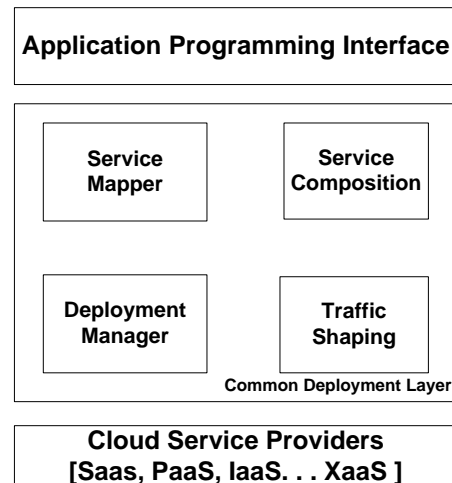 Application Programming Interface
Service
Mapper
Service
Composition
Deployment
Manager
Traffic
Shaping
Common Deployment Layer
Cloud Service Providers
[Saas, PaaS, IaaS. . . XaaS ]